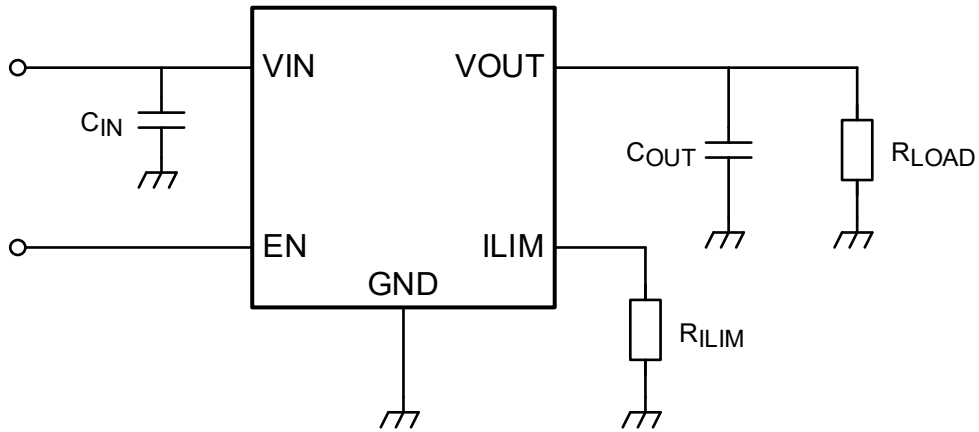 VIN
VOUT
CIN
COUT
RLOAD
EN
ILIM
GND
RILIM